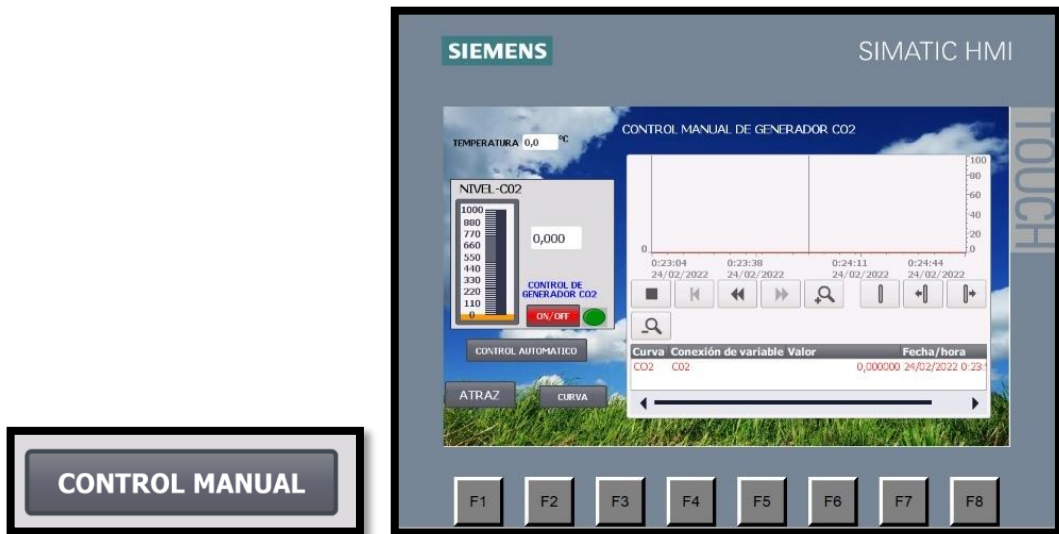 CONTROL MANUAL
SIEMENS
SIMATIC HMI
TOUCH
TEMPERATURA 0,0 ºC
CONTROL MANUAL DE GENERADOR CO2
NIVEL-C02
1000
880
770
660
550
440
330
220
110
0
0,000
CONTROL DE
GENERADOR CO2
ON/OFF
CONTROL AUTOMATICO
ATRAZ
CURVA
100
80
60
40
20
0
0
0:23:04 0:23:38 0:24:11 0:24:44
24/02/2022 24/02/2022 24/02/2022 24/02/2022
Curva Conexión de variable Valor Fecha/hora
CO2 C02 0,000000 24/02/2022 0:23:
F1 F2 F3 F4 F5 F6 F7 F8